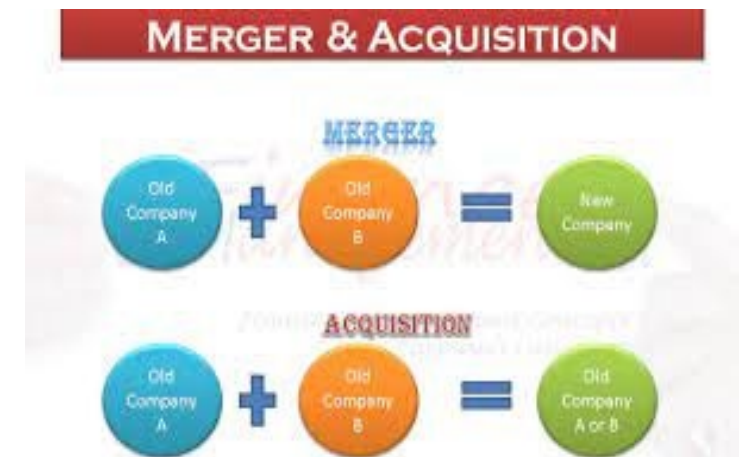 MERGER & ACQUISITION
MERGER
Old
Company
A
+
Old
Company
B
=
New
Company
ACQUISITION
Old
Company
A
+
Old
Company
B
=
Old
Company
A or B